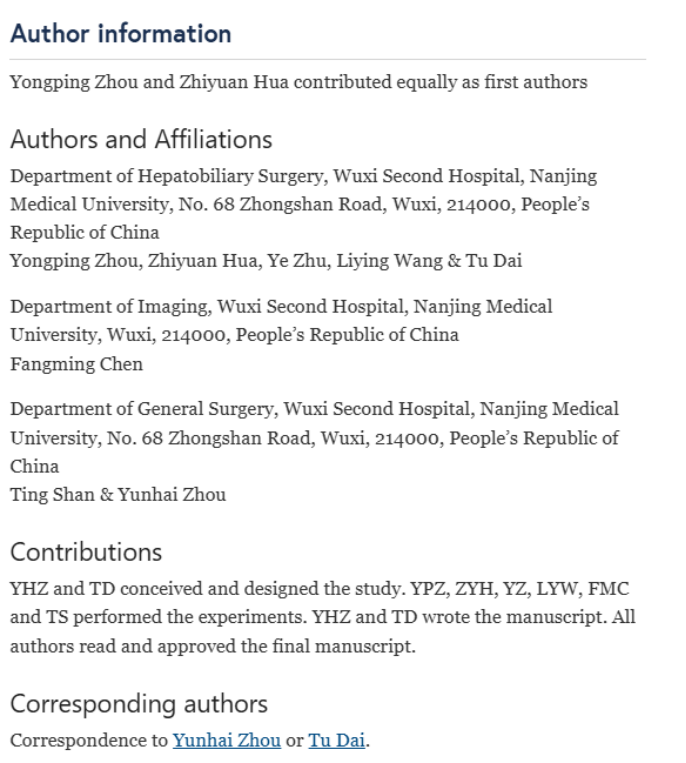 Author information
Yongping Zhou and Zhiyuan Hua contributed equally as first authors
Authors and Affiliations
Department of Hepatobiliary Surgery, Wuxi Second Hospital, Nanjing
Medical University, No. 68 Zhongshan Road, Wuxi, 214000, People’s
Republic of China
Yongping Zhou, Zhiyuan Hua, Ye Zhu, Liying Wang & Tu Dai
Department of Imaging, Wuxi Second Hospital, Nanjing Medical
University, Wuxi, 214000, People’s Republic of China
Fangming Chen
Department of General Surgery, Wuxi Second Hospital, Nanjing Medical
University, No. 68 Zhongshan Road, Wuxi, 214000, People’s Republic of
China
Ting Shan & Yunhai Zhou
Contributions
YHZ and TD conceived and designed the study. YPZ, ZYH, YZ, LYW, FMC
and TS performed the experiments. YHZ and TD wrote the manuscript. All
authors read and approved the final manuscript.
Corresponding authors
Correspondence to Yunhai Zhou or Tu Dai.